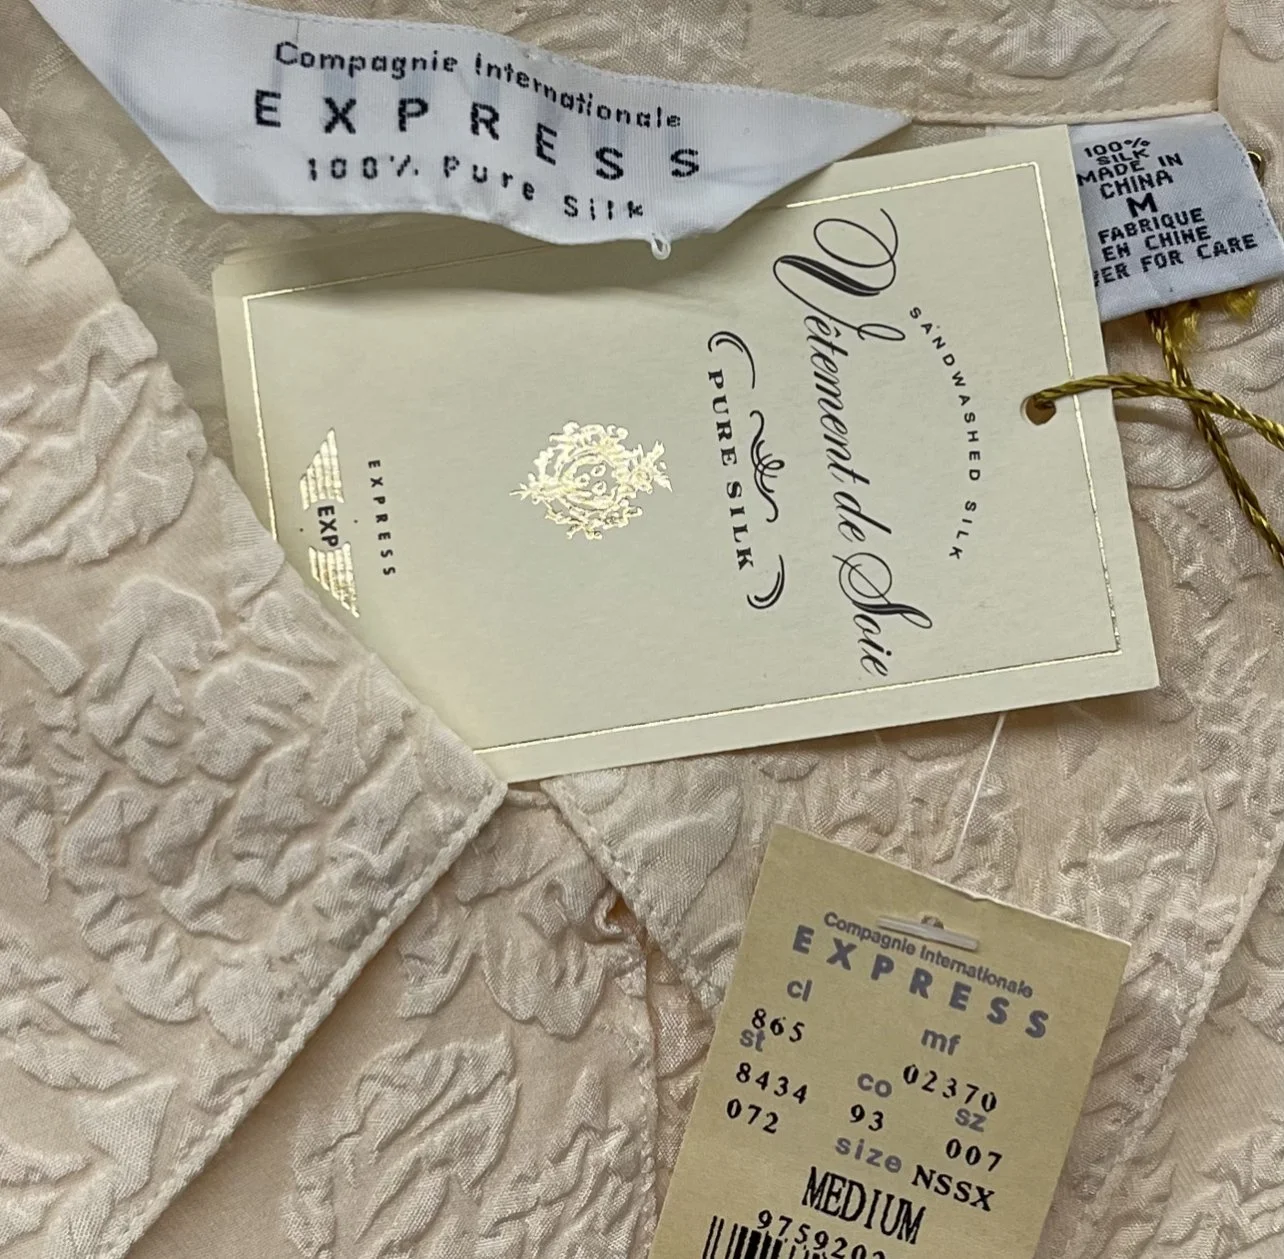 Compagnie Internationale
EXPRESS
100% Pure Silk
100%
SILK
MADE IN
CHINA
M
FABRIQUE
EN CHINE
FOR CARE
SANDWASHED SILK
Vêtement de Soie
PURE SILK
EXPRESS
EXP
Compagnie Internationale
EXPRESS
cl
865
mf
02370
st
8434
co
93
sz
007
072
size
NSSX
MEDIUM